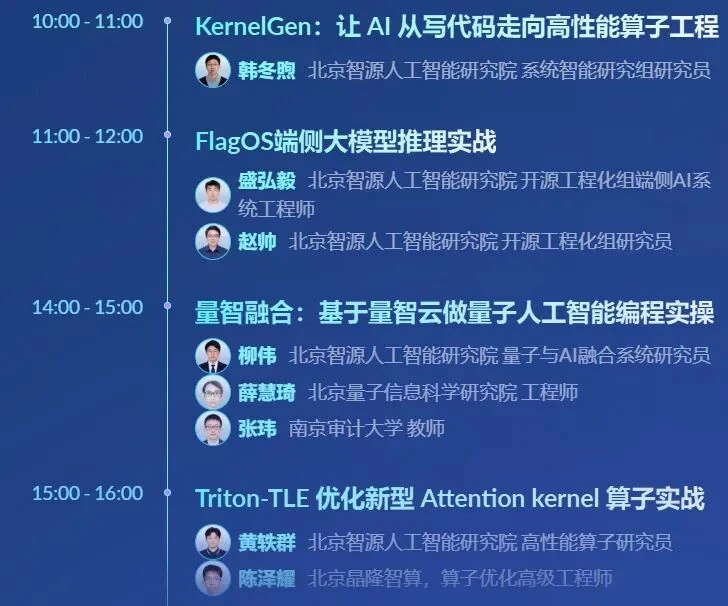 10:00 - 11:00 KernelGen：让 AI 从写代码走向高性能算子工程
韩冬煦 北京智源人工智能研究院 系统智能研究组研究员
11:00 - 12:00 FlagOS端侧大模型推理实战
盛弘毅 北京智源人工智能研究院 开源工程化组端侧AI系
统工程师
赵帅 北京智源人工智能研究院 开源工程化组研究员
14:00 - 15:00 量智融合：基于量智云做量子人工智能编程实操
柳伟 北京智源人工智能研究院 量子与AI融合系统研究员
薛慧琦 北京量子信息科学研究院 工程师
张玮 南京审计大学 教师
15:00 - 16:00 Triton-TLE 优化新型 Attention kernel 算子实战
黄轶群 北京智源人工智能研究院 高性能算子研究员
陈泽耀 北京晶隆智算，算子优化高级工程师